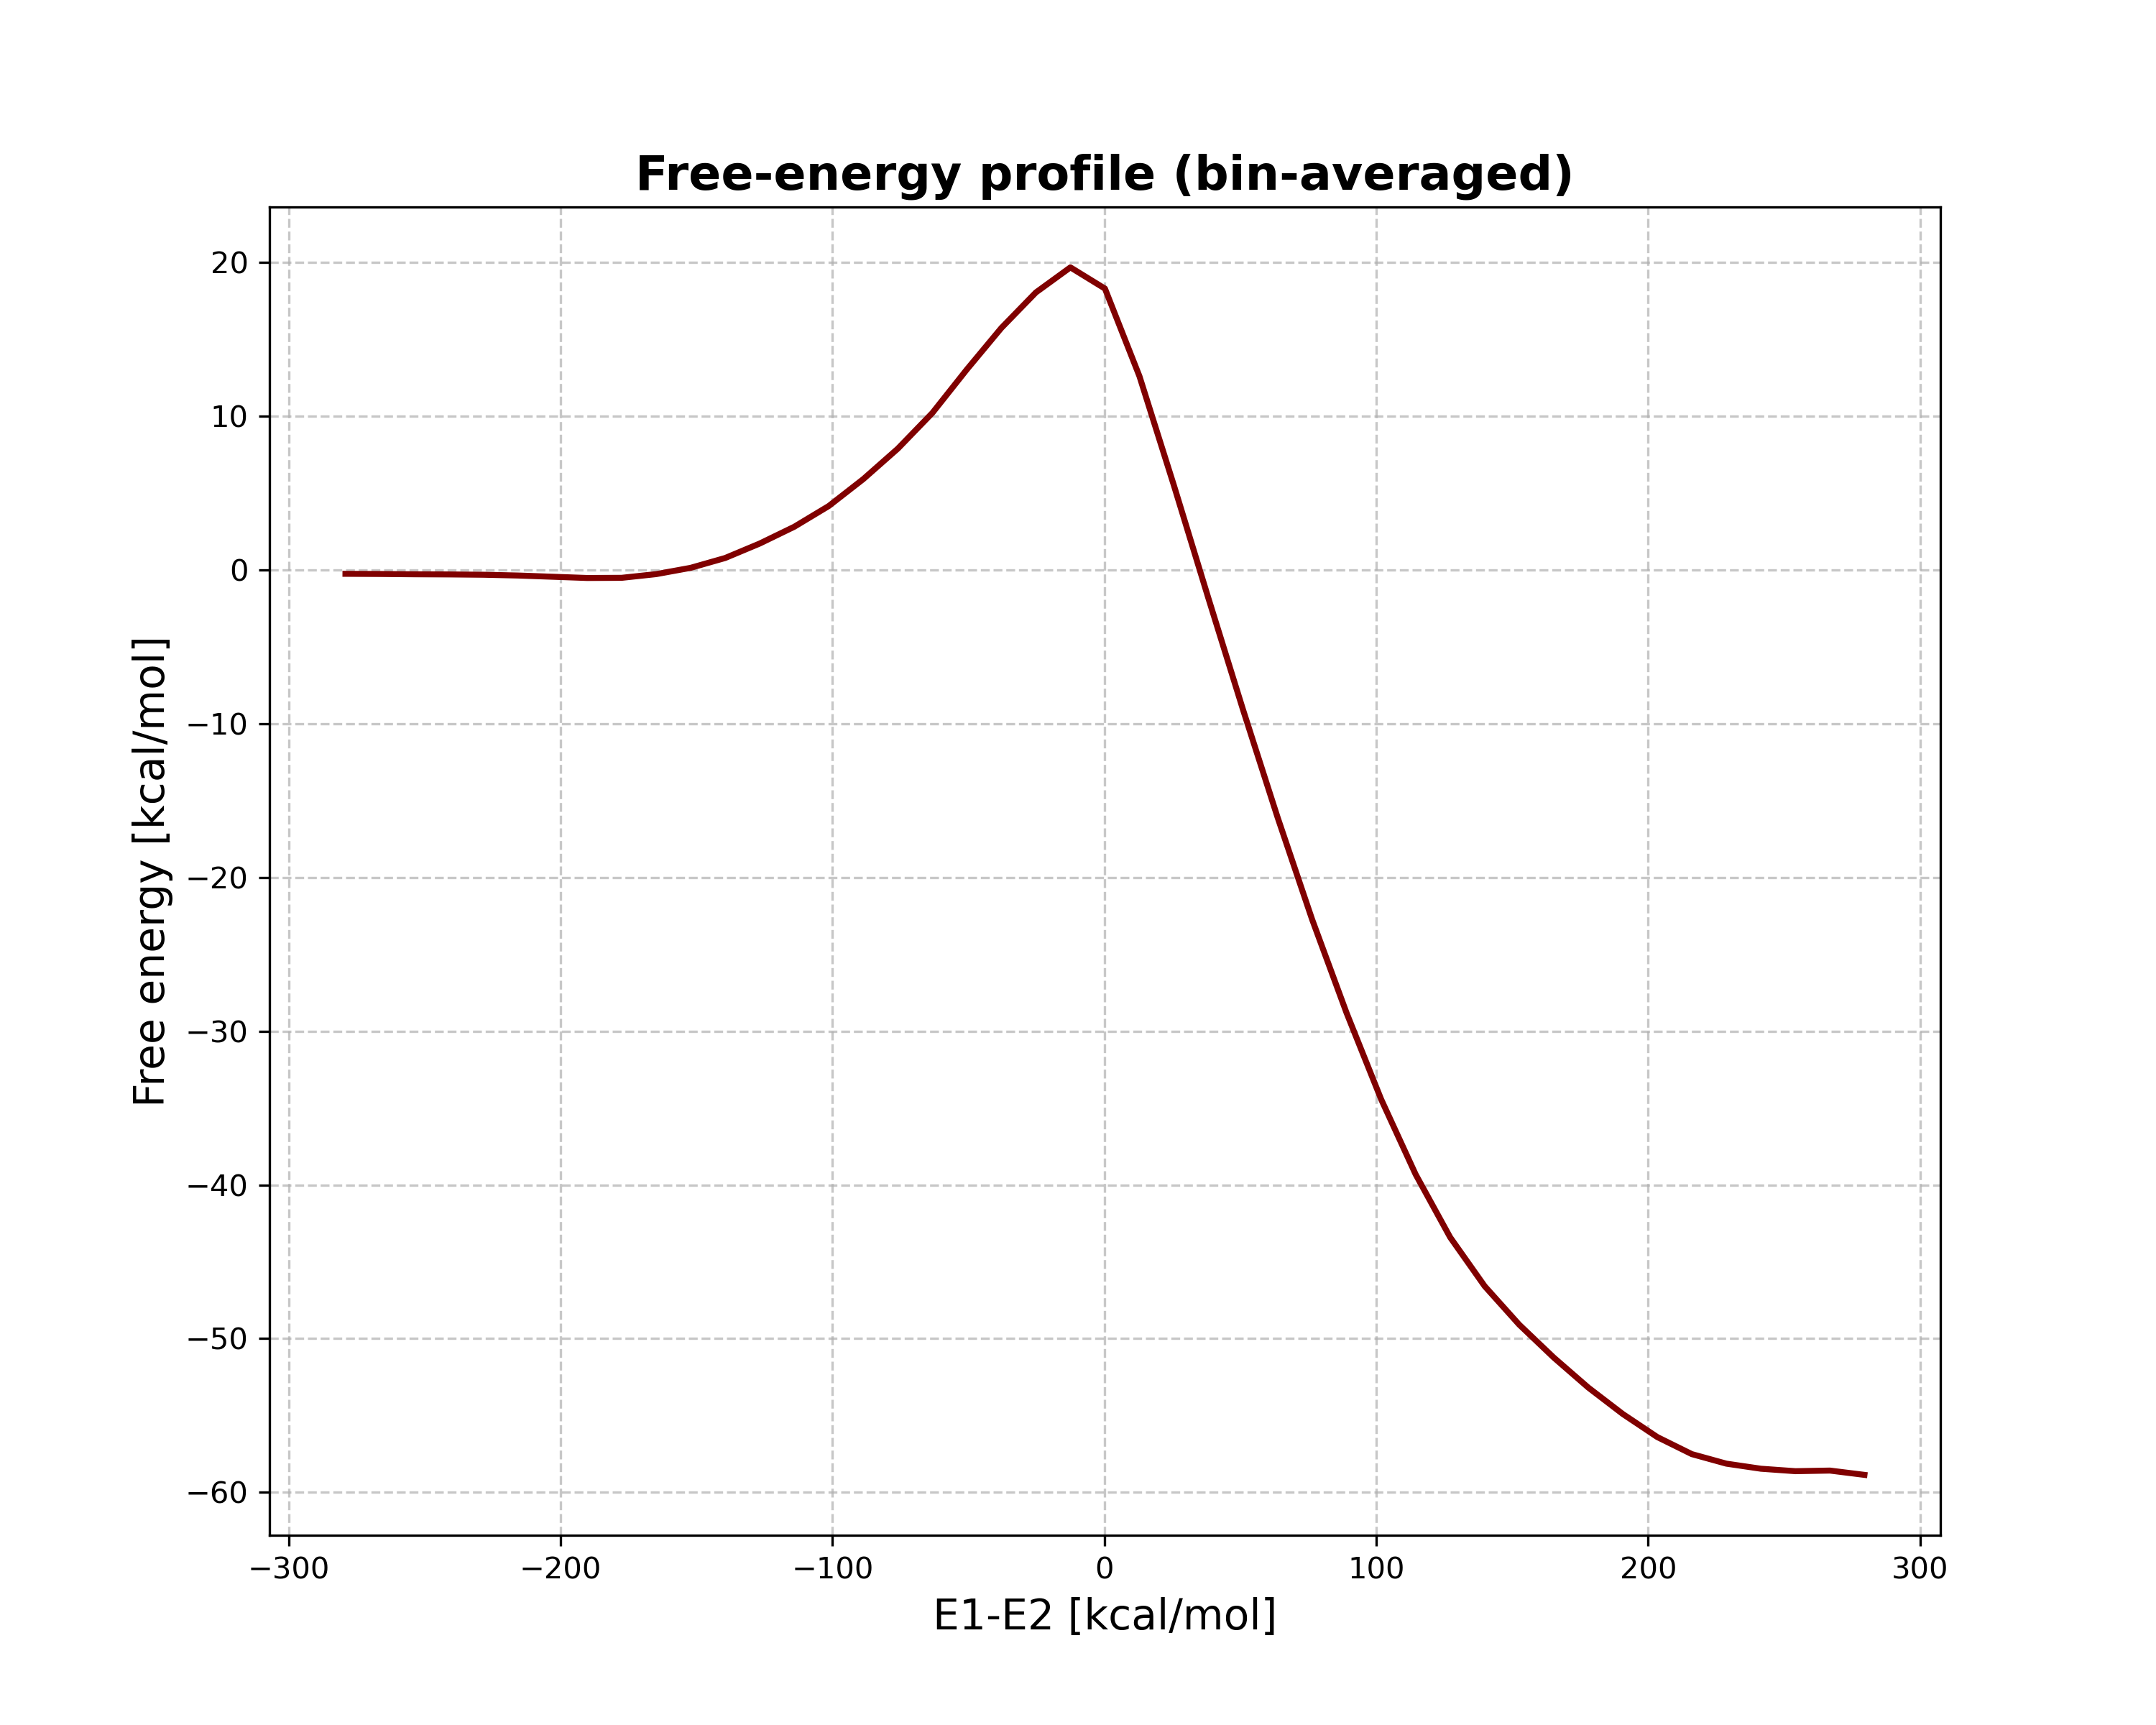 Free-energy profile (bin-averaged)
Free energy [kcal/mol]
20
10
0
−10
−20
−30
−40
−50
−60
−300 −200 −100 0 100 200 300
E1-E2 [kcal/mol]